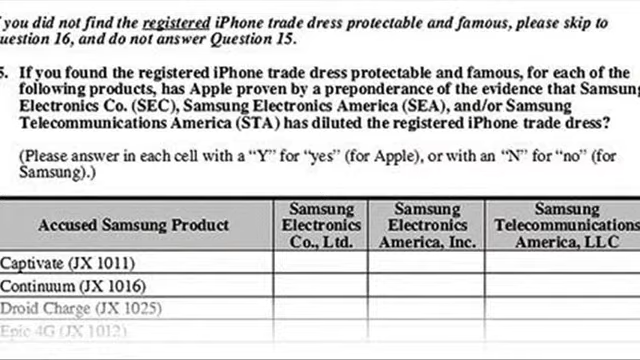 you did not find the registered iPhone trade dress protectable and famous, please skip to
uestion 16, and do not answer Question 15.
5. If you found the registered iPhone trade dress protectable and famous, for each of the
following products, has Apple proven by a preponderance of the evidence that Samsung
Electronics Co. (SEC), Samsung Electronics America (SEA), and/or Samsung
Telecommunications America (STA) has diluted the registered iPhone trade dress?
(Please answer in each cell with a “Y” for “yes” (for Apple), or with an “N” for “no” (for
Samsung).)
Accused Samsung Product
Samsung
Electronics
Co., Ltd.
Samsung
Electronics
America, Inc.
Samsung
Telecommunications
America, LLC
Captivate (JX 1011)
Continuum (JX 1016)
Droid Charge (JX 1025)
Epic 4G (JX 1012)